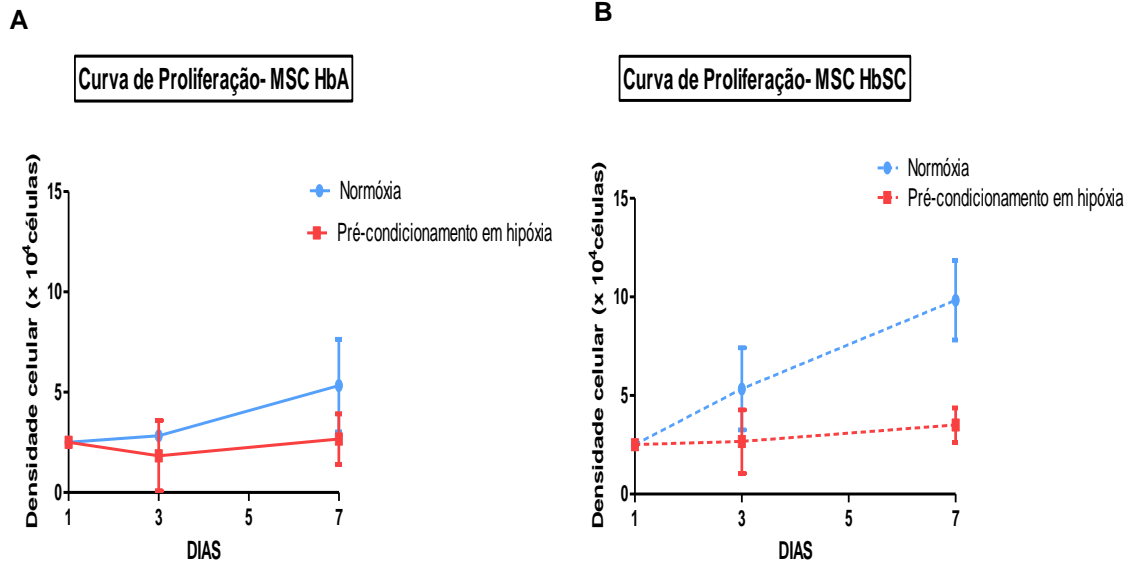 A
Curva de Proliferação- MSC HbA
Densidade celular (x 10⁴células)
15
10
5
0
1
3
5
7
DIAS
Normóxia
Pré-condicionamento em hipóxia
B
Curva de Proliferação- MSC HbSC
Densidade celular (x 10⁴células)
15
10
5
0
1
3
5
7
DIAS
Normóxia
Pré-condicionamento em hipóxia